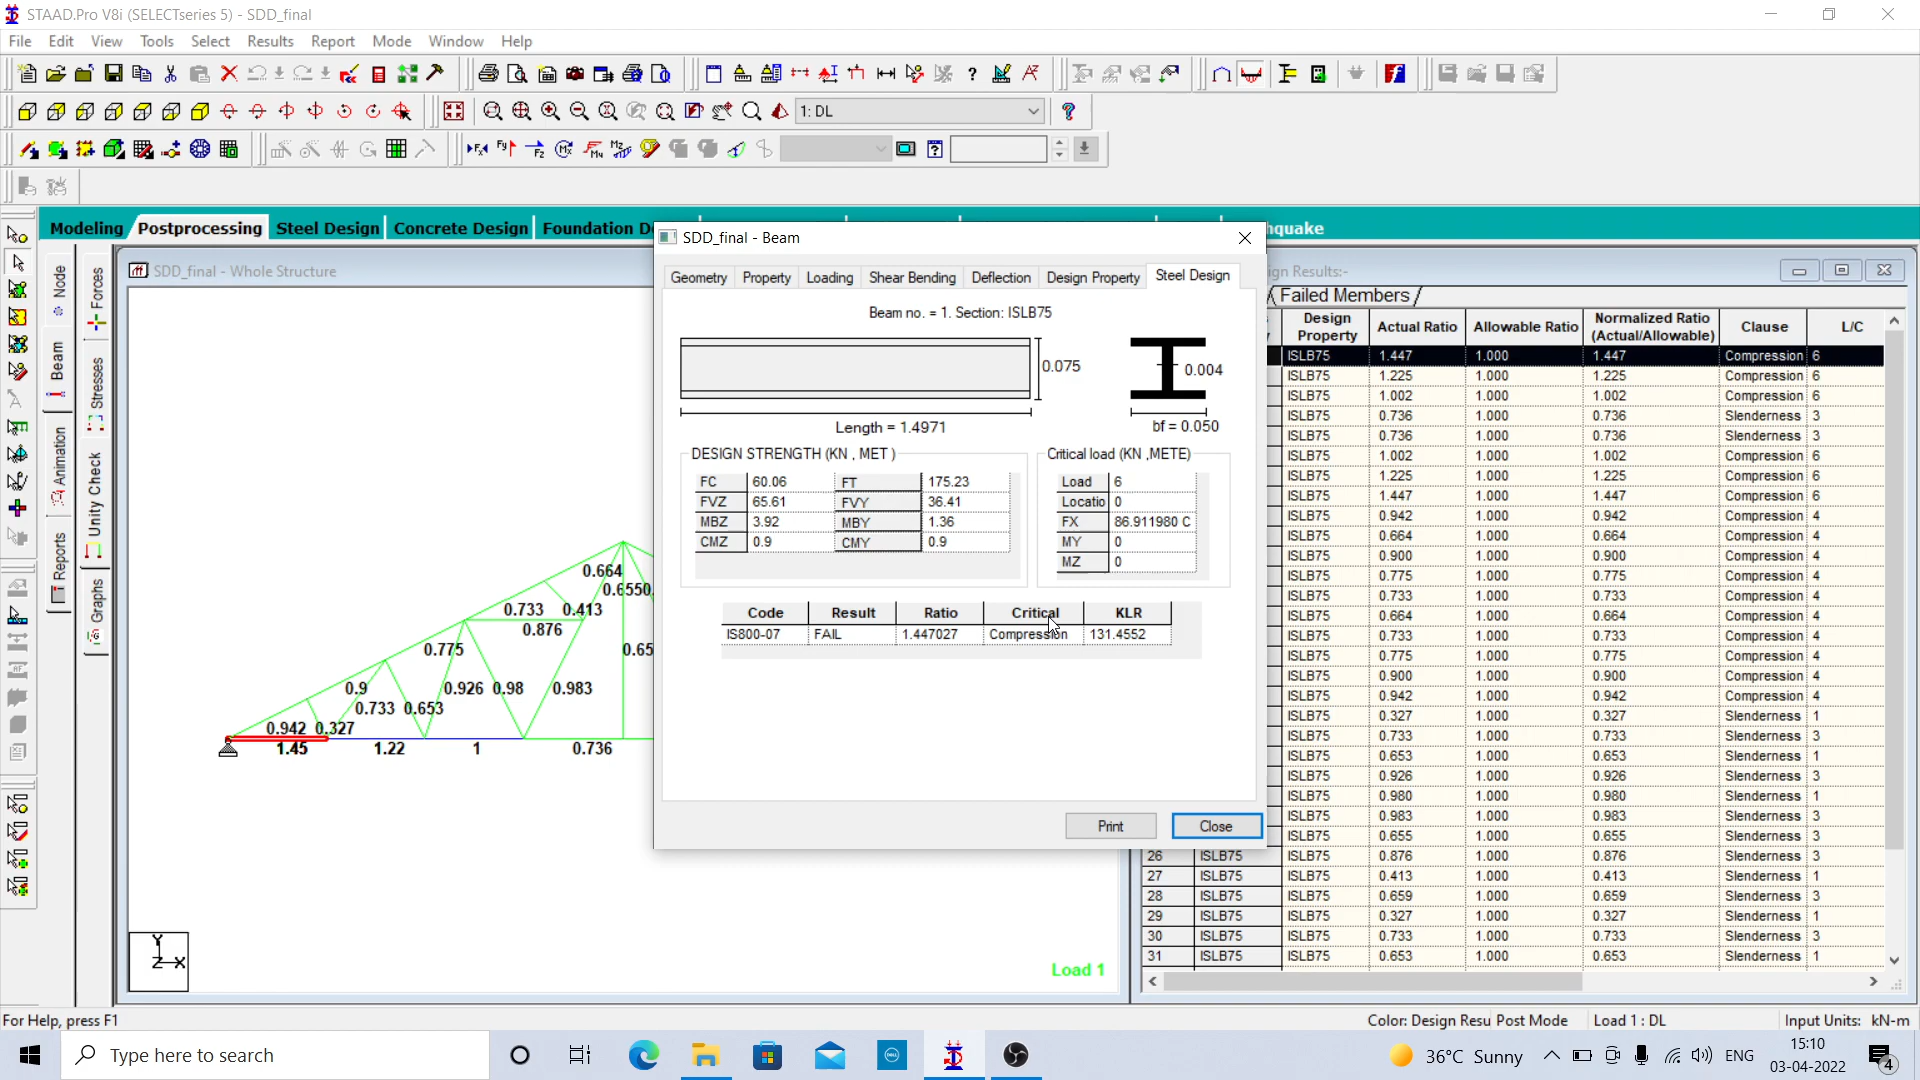 STAAD.Pro V8i (SELECTseries 5) - SDD_final
File Edit View Tools Select Results Report Mode Window Help
1: DL
Modeling Postprocessing Steel Design Concrete Design Foundation D
hquake
SDD_final - Whole Structure
Node
Beam
Animation
Reports
Forces
Stresses
Unity Check
Graphs
0.664
0.6550.
0.733 0.413
0.876
0.775
0.65
0.9
0.926 0.98 0.983
0.733 0.653
0.942 0.327
1.45 1.22 1 0.736
Y
Z X
Load 1
SDD_final - Beam
Geometry Property Loading Shear Bending Deflection Design Property Steel Design
Beam no. = 1. Section: ISLB75
0.075
0.004
Length = 1.4971
bf = 0.050
DESIGN STRENGTH (KN , MET )
FC 60.06 FT 175.23
FVZ 65.61 FVY 36.41
MBZ 3.92 MBY 1.36
CMZ 0.9 CMY 0.9
Critical load (KN ,METE)
Load 6
Locatio 0
FX 86.911980 C
MY 0
MZ 0
Code Result Ratio Critical KLR
IS800-07 FAIL 1.447027 Compression 131.4552
Print Close
ign Results:-
Failed Members
Design Property Actual Ratio Allowable Ratio Normalized Ratio (Actual/Allowable) Clause L/C
ISLB75 1.447 1.000 1.447 Compression 6
ISLB75 1.225 1.000 1.225 Compression 6
ISLB75 1.002 1.000 1.002 Compression 6
ISLB75 0.736 1.000 0.736 Slenderness 3
ISLB75 0.736 1.000 0.736 Slenderness 3
ISLB75 1.002 1.000 1.002 Compression 6
ISLB75 1.225 1.000 1.225 Compression 6
ISLB75 1.447 1.000 1.447 Compression 6
ISLB75 0.942 1.000 0.942 Compression 4
ISLB75 0.664 1.000 0.664 Compression 4
ISLB75 0.900 1.000 0.900 Compression 4
ISLB75 0.775 1.000 0.775 Compression 4
ISLB75 0.733 1.000 0.733 Compression 4
ISLB75 0.664 1.000 0.664 Compression 4
ISLB75 0.733 1.000 0.733 Compression 4
ISLB75 0.775 1.000 0.775 Compression 4
ISLB75 0.900 1.000 0.900 Compression 4
ISLB75 0.942 1.000 0.942 Compression 4
ISLB75 0.327 1.000 0.327 Slenderness 1
ISLB75 0.733 1.000 0.733 Slenderness 3
ISLB75 0.653 1.000 0.653 Slenderness 1
ISLB75 0.926 1.000 0.926 Slenderness 3
ISLB75 0.980 1.000 0.980 Slenderness 1
ISLB75 0.983 1.000 0.983 Slenderness 3
ISLB75 0.655 1.000 0.655 Slenderness 3
26 ISLB75 ISLB75 0.876 1.000 0.876 Slenderness 3
27 ISLB75 ISLB75 0.413 1.000 0.413 Slenderness 1
28 ISLB75 ISLB75 0.659 1.000 0.659 Slenderness 3
29 ISLB75 ISLB75 0.327 1.000 0.327 Slenderness 1
30 ISLB75 ISLB75 0.733 1.000 0.733 Slenderness 3
31 ISLB75 ISLB75 0.653 1.000 0.653 Slenderness 1
For Help, press F1
Color: Design Resu Post Mode Load 1 : DL Input Units: kN-m
Type here to search
36°C Sunny
ENG
15:10
03-04-2022
4